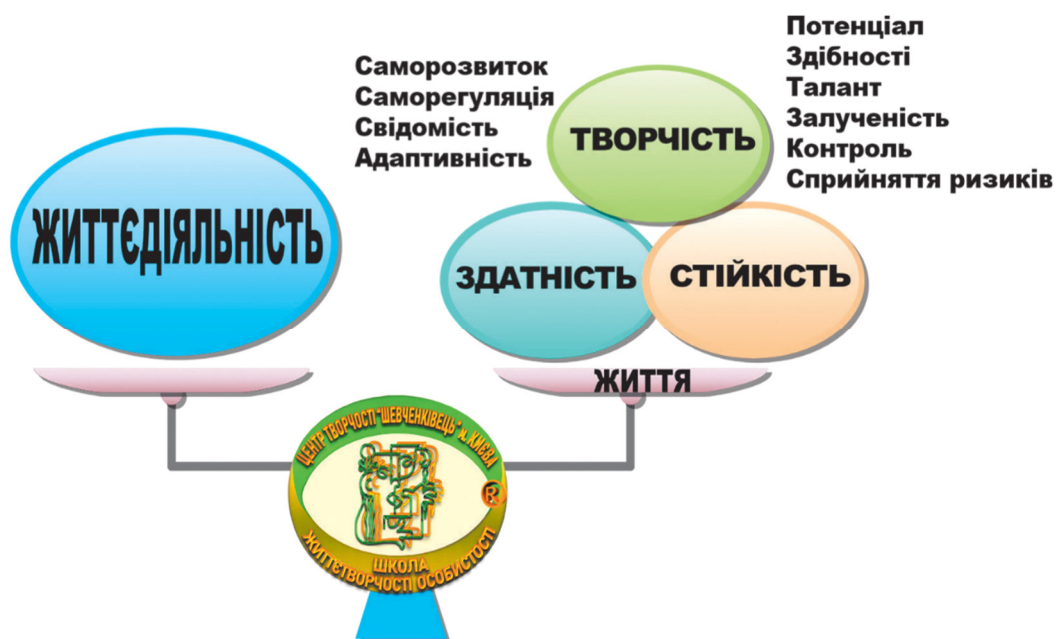 Саморозвиток
Саморегуляція
Свідомість
Адаптивність
Потенціал
Здібності
Талант
Залученість
Контроль
Сприйняття ризиків
ТВОРЧІСТЬ
ЖИТТЄДІЯЛЬНІСТЬ
ЗДАТНІСТЬ
СТІЙКІСТЬ
ЖИТТЯ
ЦЕНТР ТВОРЧОСТІ "ШЕВЧЕНКІВЕЦЬ" м. КИЄВА
®
ШКОЛА
ЖИТТЄТВОРЧОСТІ ОСОБИСТОСТІ